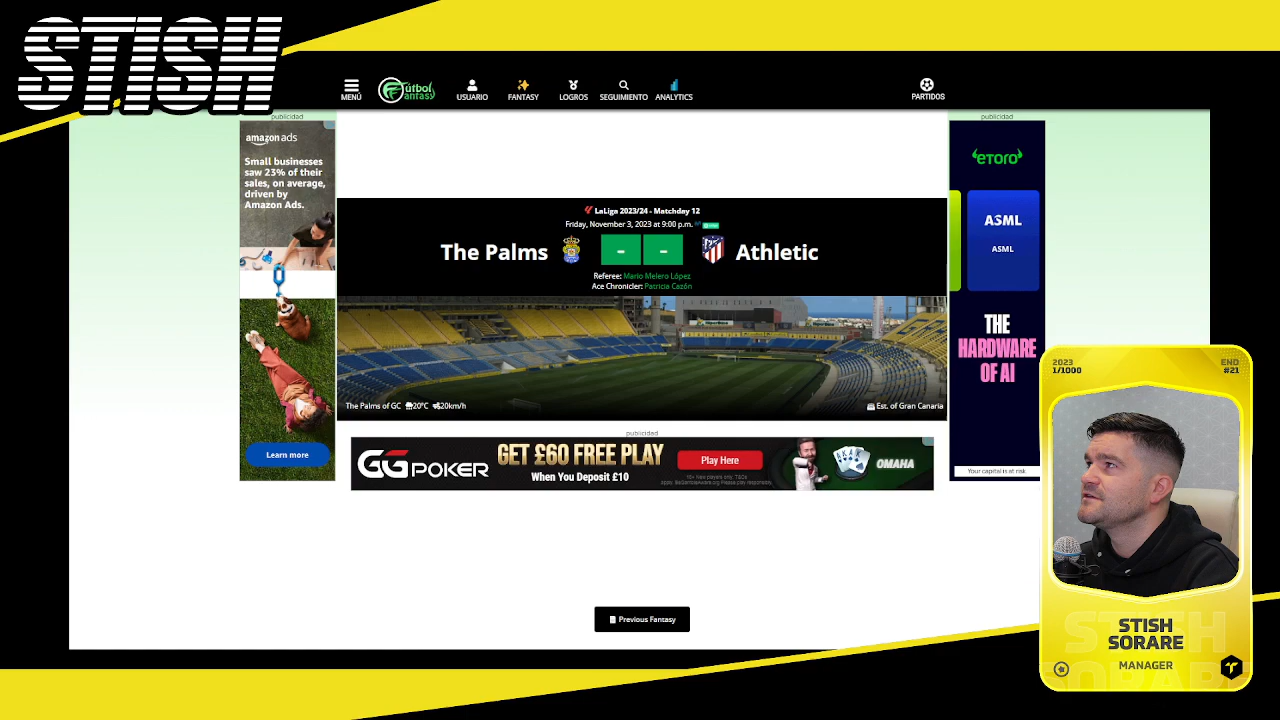 STISH
MENÚ
Fútbol
Fantasy
USUARIO
FANTASY
LOGROS
SEGUIMIENTO
ANALYTICS
PARTIDOS
publicidad
publicidad
amazon ads
Small businesses
saw 23% of their
sales, on average,
driven by
Amazon Ads.
Learn more
LaLiga 2023/24 - Matchday 12
Friday, November 3, 2023 at 9:00 p.m.
The Palms
- -
Athletic
Referee: Mario Melero López
Ace Chronicler: Patricia Cazón
The Palms of GC 20ºC 20km/h
Est. of Gran Canaria
publicidad
GGPOKER
GET £60 FREE PLAY
When You Deposit £10
Play Here
OMAHA
Previous Fantasy
etoro
ASML
ASML
THE
HARDWARE
OF AI
Your capital is at risk
2023
1/1000
END
#21
STISH
SORARE
MANAGER